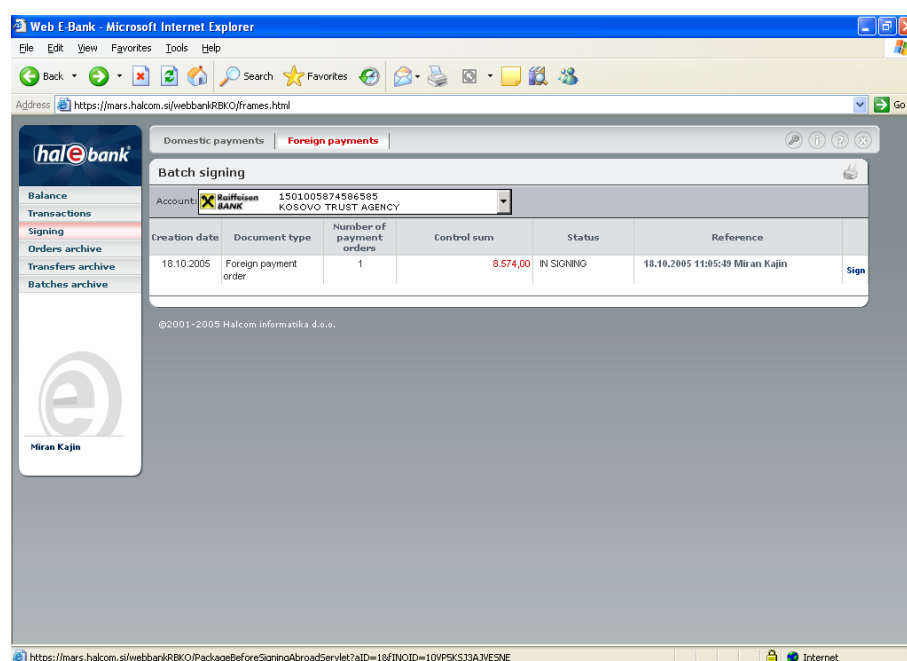 Web E-Bank - Microsoft Internet Explorer
File Edit View Favorites Tools Help
Back Search Favorites
Address https://mars.halcom.si/webbankRBKO/frames.html Go
hal e bank
Domestic payments Foreign payments
Batch signing
Account: Raiffeisen BANK 1501005874586585
KOSOVO TRUST AGENCY
Balance
Transactions
Signing
Orders archive
Transfers archive
Batches archive
Creation date Document type Number of payment orders Control sum Status Reference
18.10.2005 Foreign payment order 1 8.574,00 IN SIGNING 18.10.2005 11:05:49 Miran Kajin Sign
©2001-2005 Halcom informatika d.o.o.
Miran Kajin
https://mars.halcom.si/webbankRBKO/PackageBeforeSigningAbroadServlet?aID=18fINOID=10VP5KSJ3AJVESNE Internet